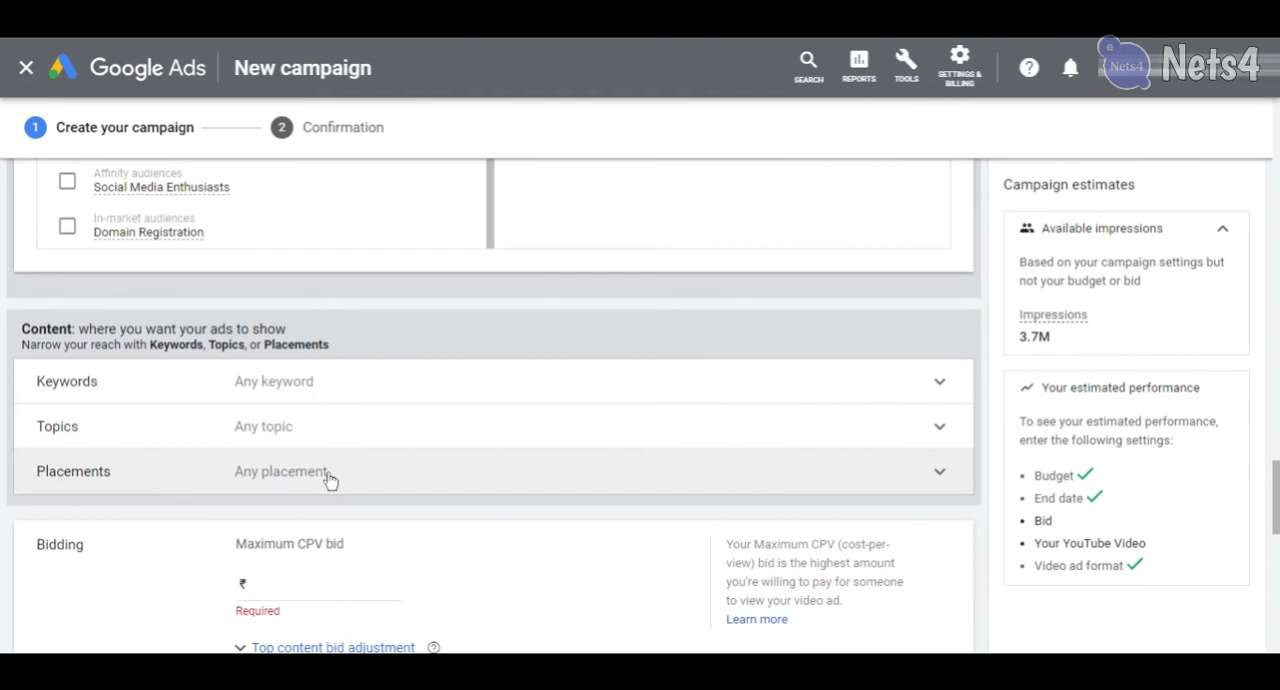 Google Ads
New campaign
SEARCH
REPORTS
TOOLS
SETTINGS &
BILLING
Nets4
Nets4
1 Create your campaign
2 Confirmation
Affinity audiences
Social Media Enthusiasts
In-market audiences
Domain Registration
Content: where you want your ads to show
Narrow your reach with Keywords, Topics, or Placements
Keywords Any keyword
Topics Any topic
Placements Any placement
Bidding
Maximum CPV bid
₹
Required
Top content bid adjustment
Your Maximum CPV (cost-per-
view) bid is the highest amount
you're willing to pay for someone
to view your video ad.
Learn more
Campaign estimates
Available impressions
Based on your campaign settings but
not your budget or bid
Impressions
3.7M
Your estimated performance
To see your estimated performance,
enter the following settings:
• Budget
• End date
• Bid
• Your YouTube Video
• Video ad format